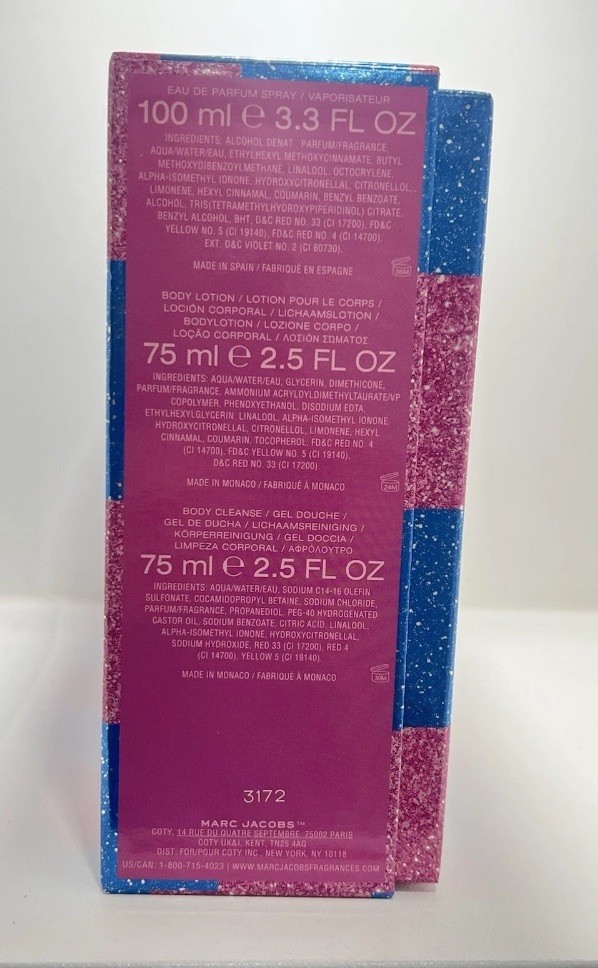 EAU DE PARFUM SPRAY / VAPORISATEUR
100 ml ℮ 3.3 FL OZ
INGREDIENTS: ALCOHOL DENAT., PARFUM/FRAGRANCE,
AQUA/WATER/EAU, ETHYLHEXYL METHOXYCINNAMATE, BUTYL
METHOXYDIBENZOYLMETHANE, LINALOOL, OCTOCRYLENE,
ALPHA-ISOMETHYL IONONE, HYDROXYCITRONELLAL, CITRONELLOL,
LIMONENE, HEXYL CINNAMAL, COUMARIN, BENZYL BENZOATE,
ALCOHOL, TRIS(TETRAMETHYLHYDROXYPIPERIDINOL) CITRATE,
BENZYL ALCOHOL, BHT, D&C RED NO. 33 (CI 17200), FD&C
YELLOW NO. 5 (CI 19140), FD&C RED NO. 4 (CI 14700),
EXT. D&C VIOLET NO. 2 (CI 60730).
MADE IN SPAIN / FABRIQUÉ EN ESPAGNE
36M
BODY LOTION / LOTION POUR LE CORPS /
LOCIÓN CORPORAL / LICHAAMSLOTION /
BODYLOTION / LOZIONE CORPO /
LOÇÃO CORPORAL / ΛΟΣΙΟΝ ΣΩΜΑΤΟΣ
75 ml ℮ 2.5 FL OZ
INGREDIENTS: AQUA/WATER/EAU, GLYCERIN, DIMETHICONE,
PARFUM/FRAGRANCE, AMMONIUM ACRYLOYLDIMETHYLTAURATE/VP
COPOLYMER, PHENOXYETHANOL, DISODIUM EDTA,
ETHYLHEXYLGLYCERIN, LINALOOL, ALPHA-ISOMETHYL IONONE,
HYDROXYCITRONELLAL, CITRONELLOL, LIMONENE, HEXYL
CINNAMAL, COUMARIN, TOCOPHEROL, FD&C RED NO. 4
(CI 14700), FD&C YELLOW NO. 5 (CI 19140),
D&C RED NO. 33 (CI 17200)
MADE IN MONACO / FABRIQUÉ À MONACO
24M
BODY CLEANSE / GEL DOUCHE /
GEL DE DUCHA / LICHAAMSREINIGING /
KÖRPERREINIGUNG / GEL DOCCIA /
LIMPEZA CORPORAL / ΑΦΡΟΛΟΥΤΡΟ
75 ml ℮ 2.5 FL OZ
INGREDIENTS: AQUA/WATER/EAU, SODIUM C14-16 OLEFIN
SULFONATE, COCAMIDOPROPYL BETAINE, SODIUM CHLORIDE,
PARFUM/FRAGRANCE, PROPANEDIOL, PEG-40 HYDROGENATED
CASTOR OIL, SODIUM BENZOATE, CITRIC ACID, LINALOOL,
ALPHA-ISOMETHYL IONONE, HYDROXYCITRONELLAL,
SODIUM HYDROXIDE, RED 33 (CI 17200), RED 4
(CI 14700), YELLOW 5 (CI 19140).
MADE IN MONACO / FABRIQUÉ À MONACO
30M
3172
MARC JACOBS™
COTY, 14 RUE DU QUATRE SEPTEMBRE, 75002 PARIS
COTY UK&I, KENT, TN25 4AQ
DIST. FOR/POUR COTY INC. NEW YORK, NY 10118
US/CAN: 1-800-715-4023 | WWW.MARCJACOBSFRAGRANCES.COM